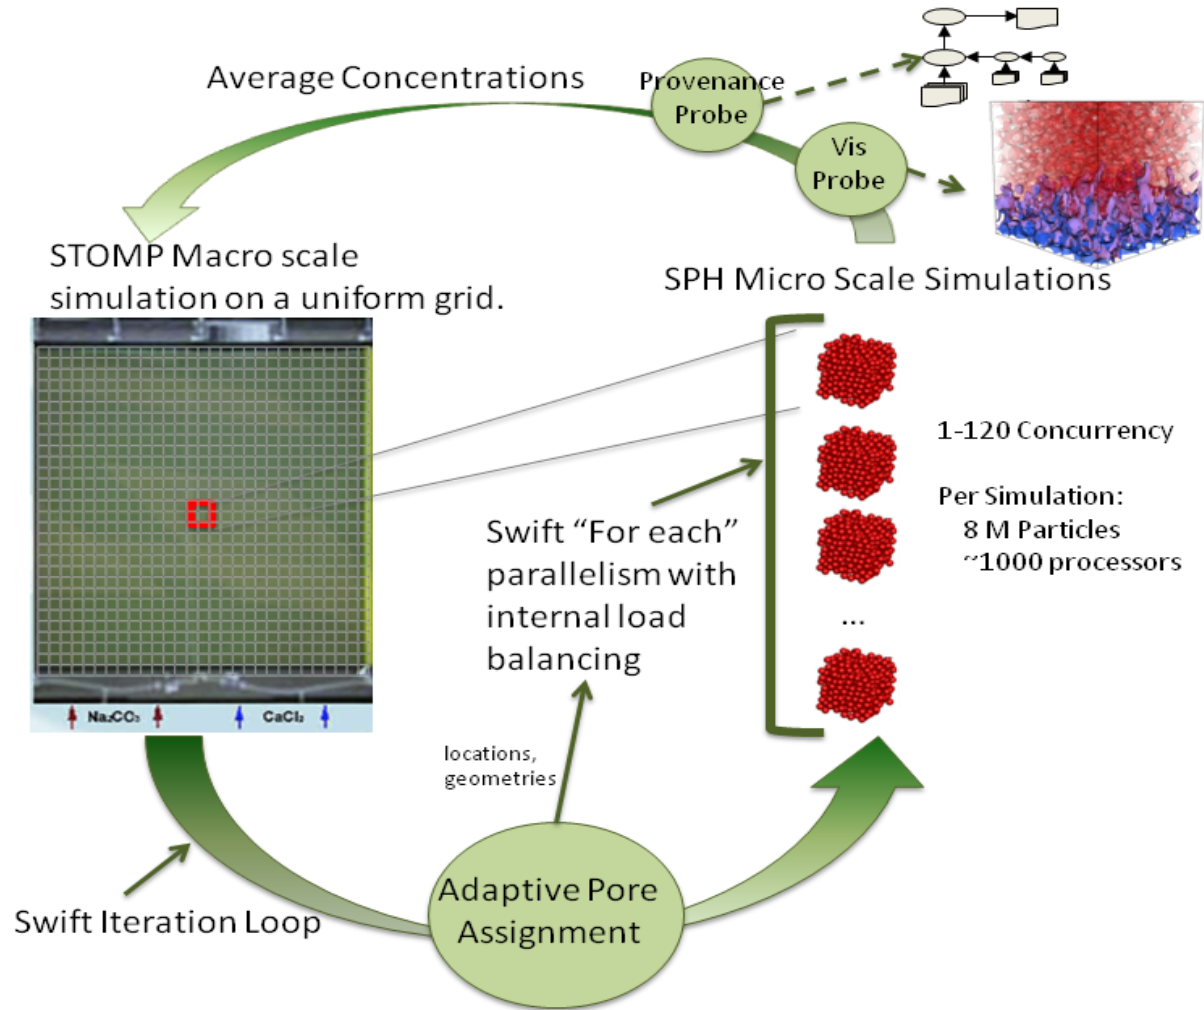 Average Concentrations
Provenance
Probe
Vis
Probe
STOMP Macro scale
simulation on a uniform grid.
SPH Micro Scale Simulations
1-120 Concurrency
Per Simulation:
8 M Particles
~1000 processors
Swift “For each”
parallelism with
internal load
balancing
...
Na₂CO₃
CaCl₂
locations,
geometries
Adaptive Pore
Assignment
Swift Iteration Loop